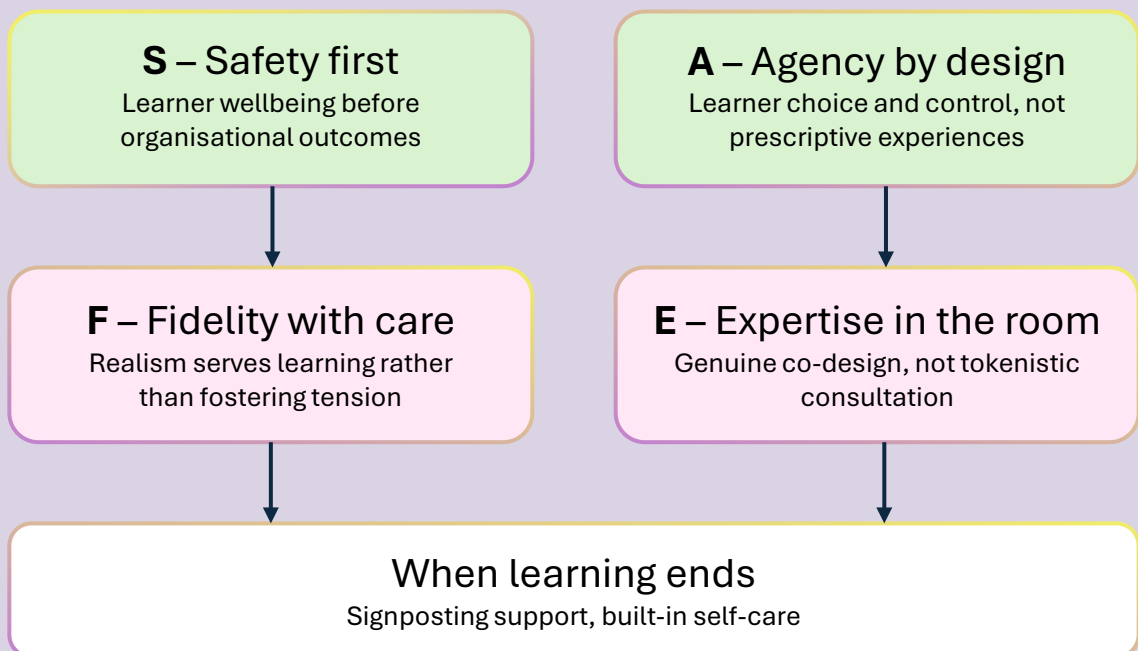 S – Safety first
Learner wellbeing before
organisational outcomes
A – Agency by design
Learner choice and control, not
prescriptive experiences
F – Fidelity with care
Realism serves learning rather
than fostering tension
E – Expertise in the room
Genuine co-design, not tokenistic
consultation
When learning ends
Signposting support, built-in self-care